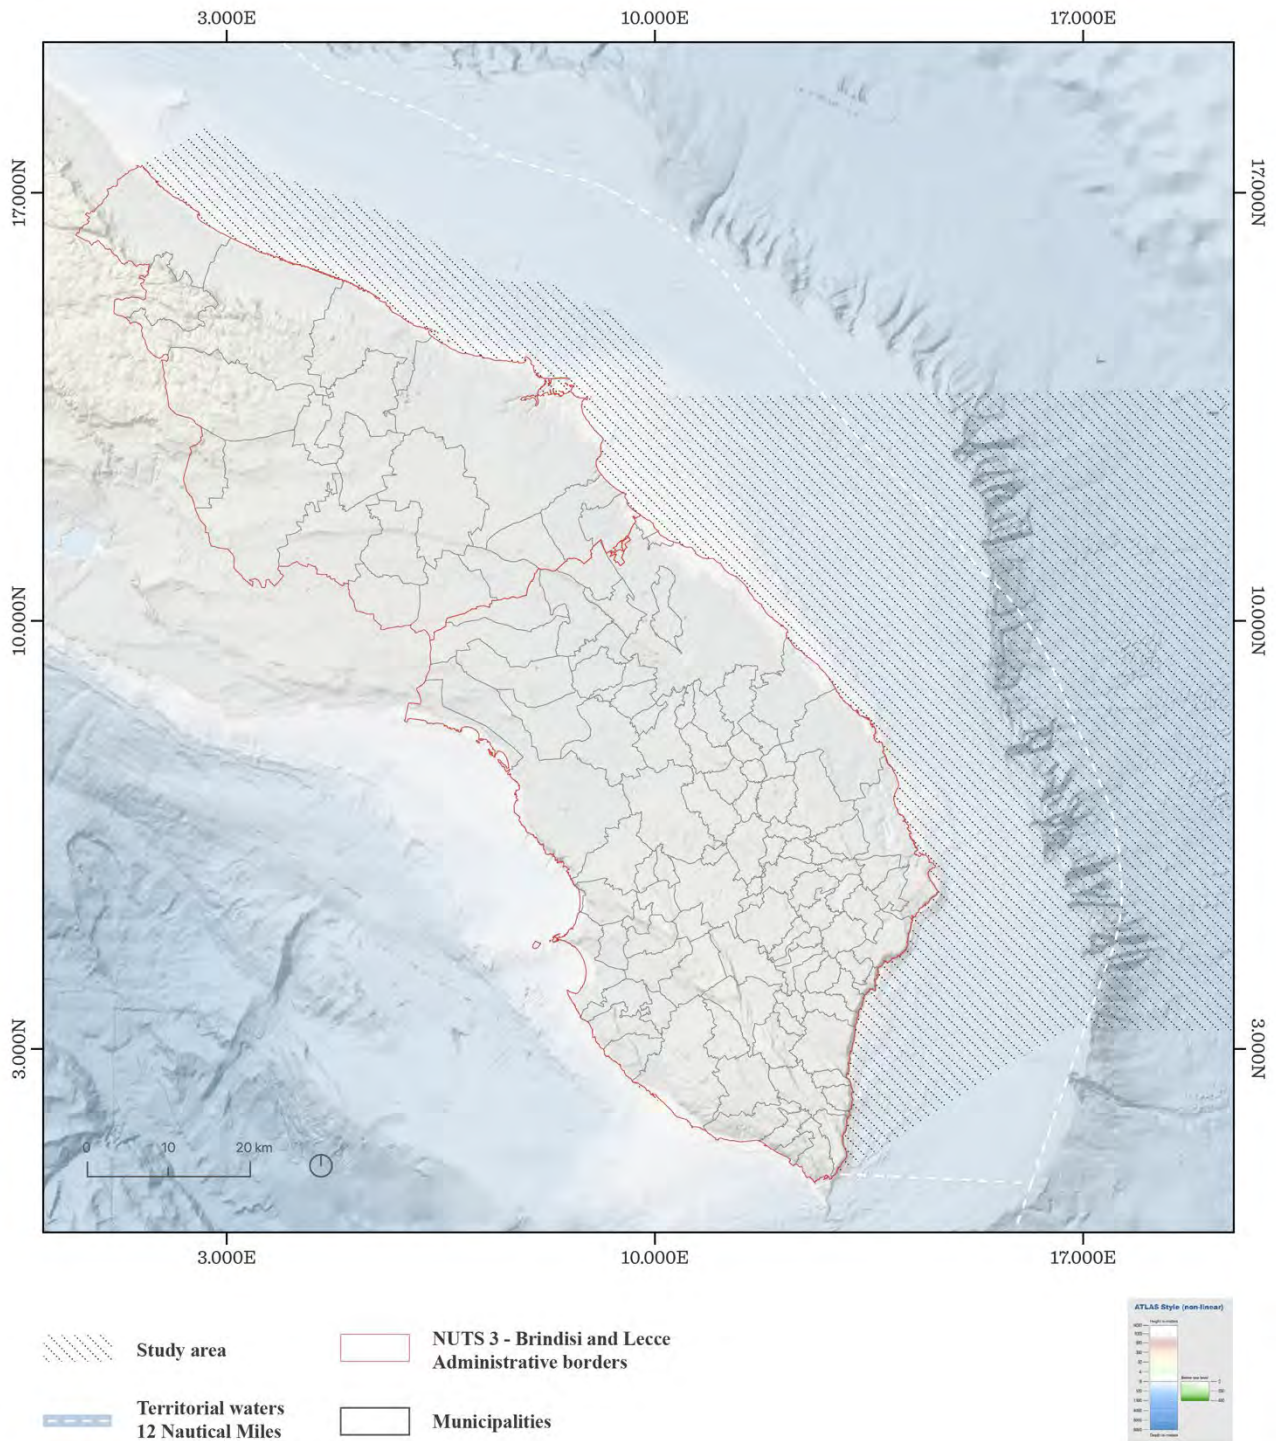 3.000E 10.000E 17.000E
17.000N 17.000N
10.000N 10.000N
3.000N 3.000N
0 10 20 km
3.000E 10.000E 17.000E
Study area
NUTS 3 - Brindisi and Lecce
Administrative borders
Territorial waters
12 Nautical Miles
Municipalities
ATLAS Style (non-linear)